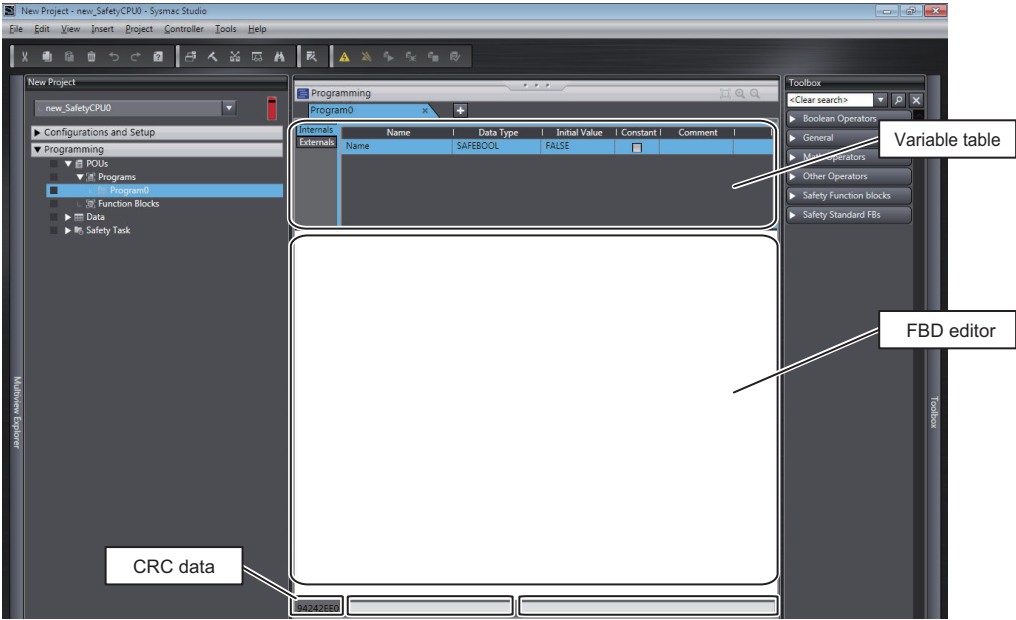 New Project - new_SafetyCPU0 - Sysmac Studio
File Edit View Insert Project Controller Tools Help
New Project
new_SafetyCPU0
Configurations and Setup
Programming
POUs
Programs
Program0
Function Blocks
Data
Safety Task
Multiview Explorer
Programming
Program0
Internals
Externals
Name Data Type Initial Value Constant Comment
Name SAFEBOOL FALSE
94242EE0
Toolbox
<Clear search>
Boolean Operators
General
Math Operators
Other Operators
Safety Function blocks
Safety Standard FBs
Toolbox
Variable table
FBD editor
CRC data